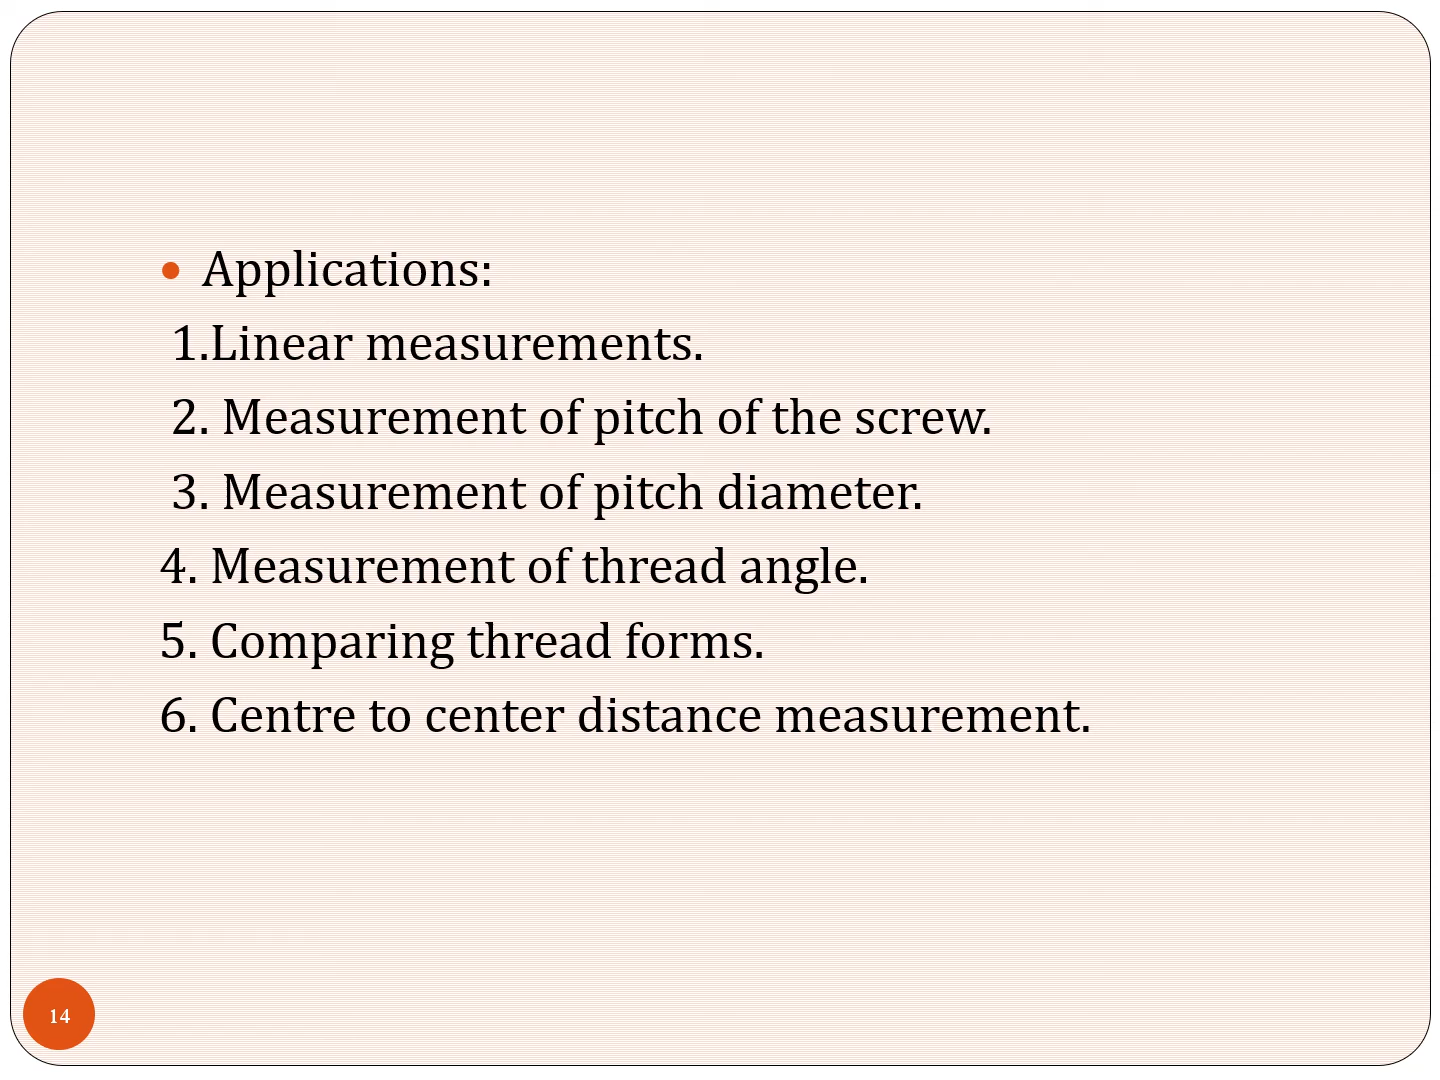 • Applications:
1.Linear measurements.
2. Measurement of pitch of the screw.
3. Measurement of pitch diameter.
4. Measurement of thread angle.
5. Comparing thread forms.
6. Centre to center distance measurement.
14